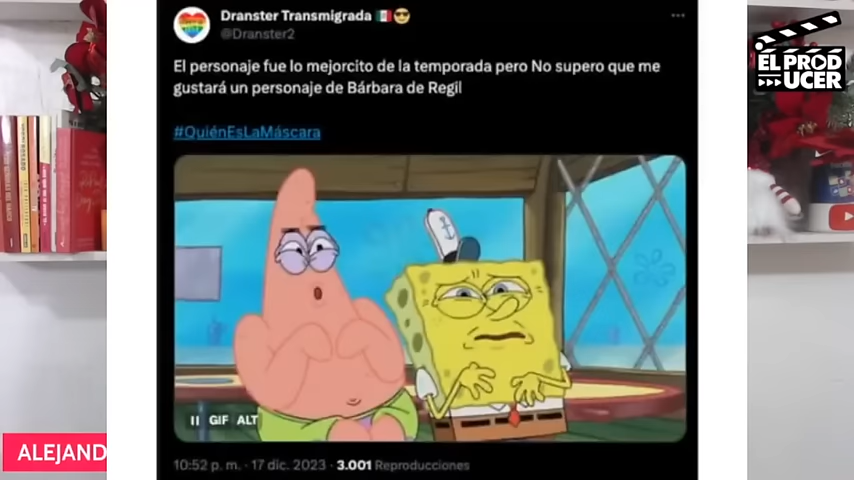 Dranster Transmigrada 🇲🇽😎
@Dranster2
El personaje fue lo mejorcito de la temporada pero No supero que me
gustará un personaje de Bárbara de Regil
#QuiénEsLaMáscara
GIF ALT
10:52 p. m. · 17 dic. 2023 · 3.001 Reproducciones
EL PROD
UCER
ALEJAND